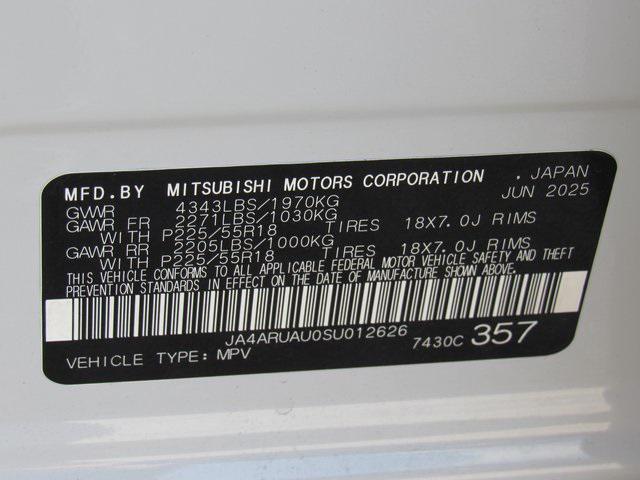 MFD.BY MITSUBISHI MOTORS CORPORATION , JAPAN
GVWR 4343LBS/1970KG JUN 2025
GAWR FR 2271LBS/1030KG
WITH P225/55R18 TIRES 18X7.0J RIMS
GAWR RR 2205LBS/1000KG
WITH P225/55R18 TIRES 18X7.0J RIMS
THIS VEHICLE CONFORMS TO ALL APPLICABLE FEDERAL MOTOR VEHICLE SAFETY AND THEFT
PREVENTION STANDARDS IN EFFECT ON THE DATE OF MANUFACTURE SHOWN ABOVE.
JA4ARUAU0SU012626 7430C 357
VEHICLE TYPE: MPV